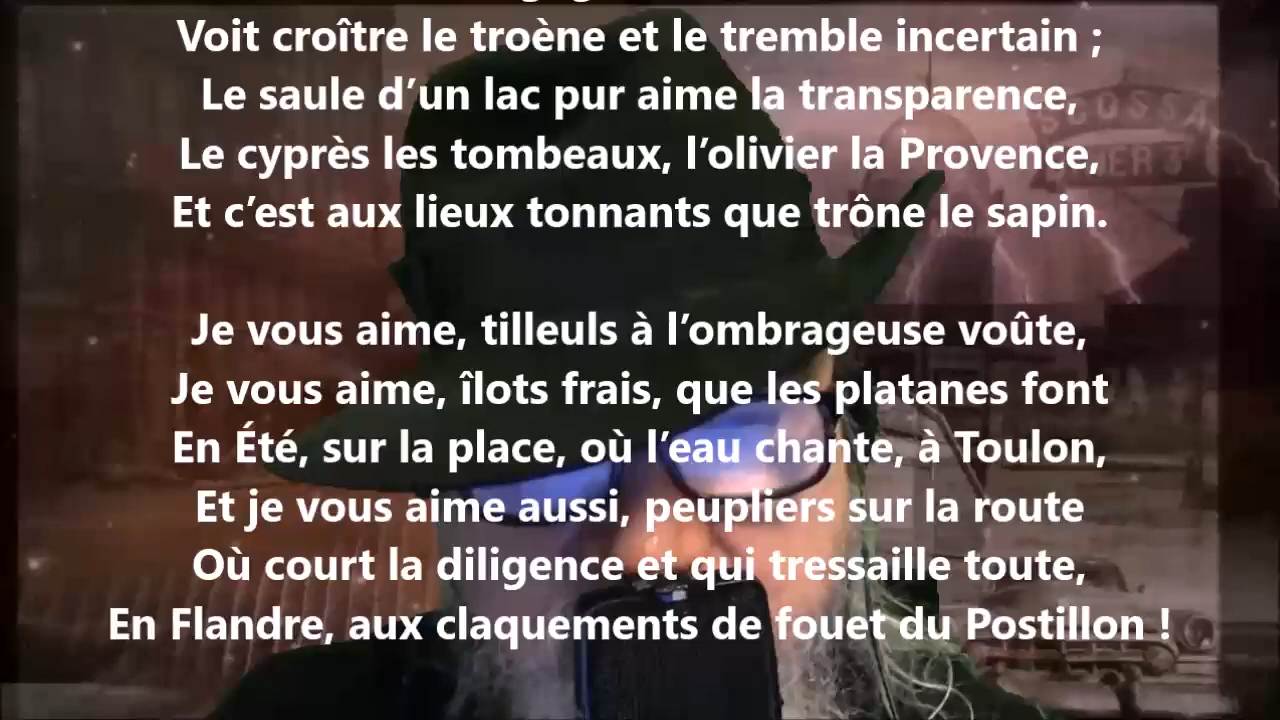 Voit croître le troène et le tremble incertain ;
Le saule d’un lac pur aime la transparence,
Le cyprès les tombeaux, l’olivier la Provence,
Et c’est aux lieux tonnants que trône le sapin.
Je vous aime, tilleuls à l’ombrageuse voûte,
Je vous aime, îlots frais, que les platanes font
En Été, sur la place, où l’eau chante, à Toulon,
Et je vous aime aussi, peupliers sur la route
Où court la diligence et qui tressaille toute,
En Flandre, aux claquements de fouet du Postillon !